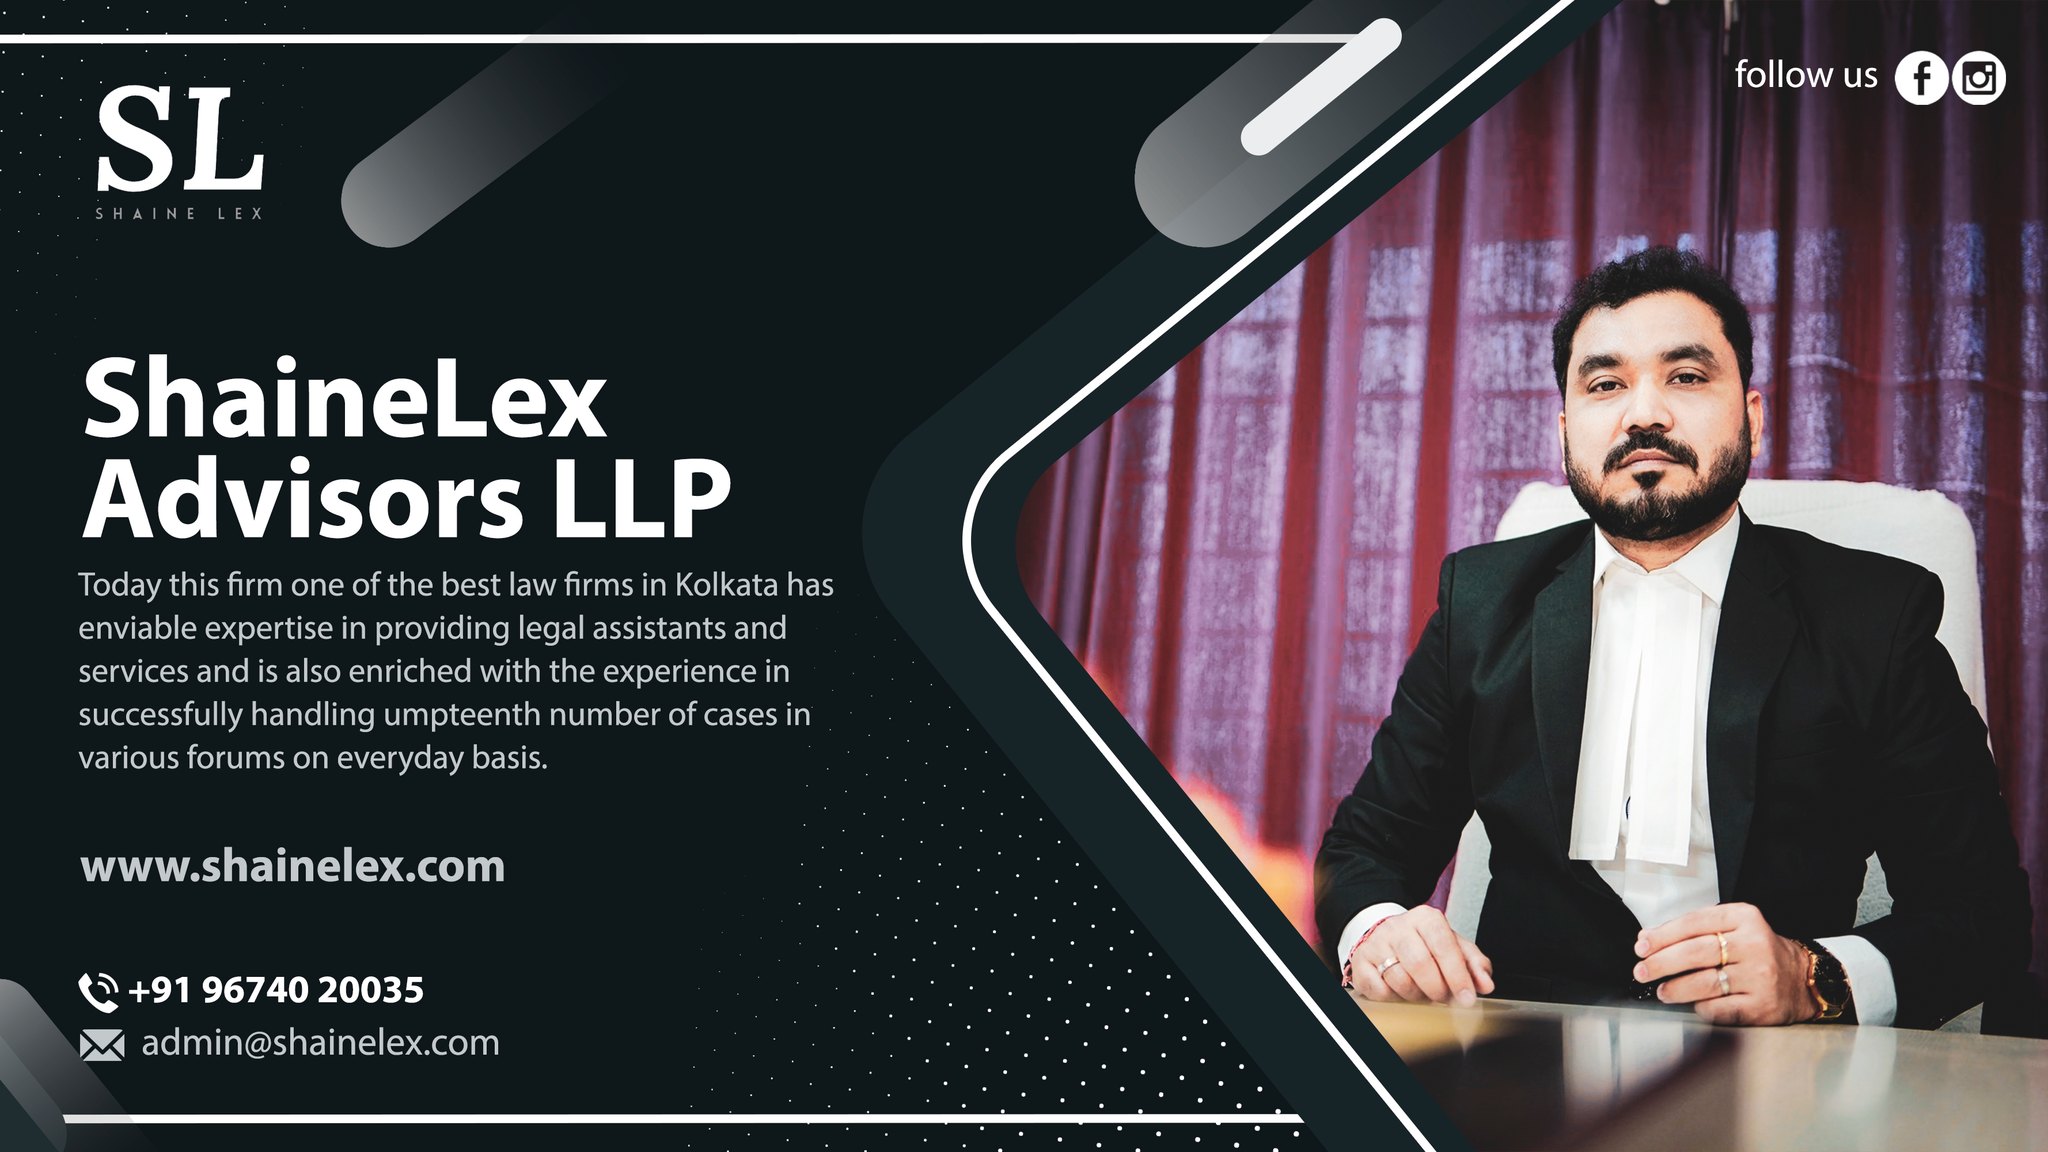 SL
SHAINE LEX
follow us
ShaineLex
Advisors LLP
Today this firm one of the best law firms in Kolkata has
enviable expertise in providing legal assistants and
services and is also enriched with the experience in
successfully handling umpteenth number of cases in
various forums on everyday basis.
www.shainelex.com
+91 96740 20035
admin@shainelex.com